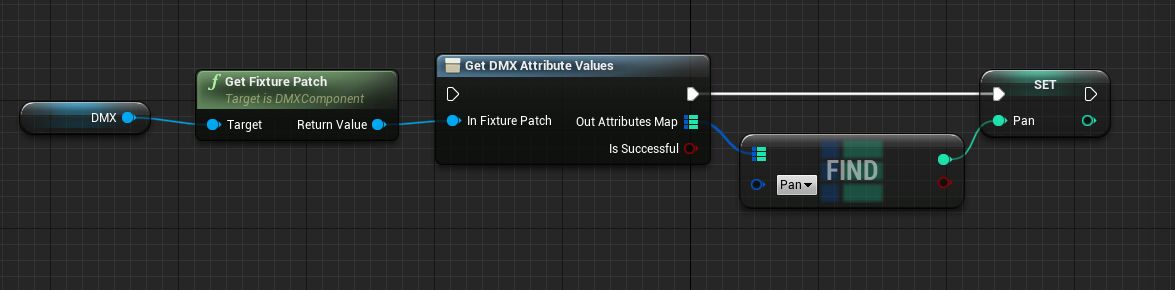 DMX
f Get Fixture Patch
Target is DMXComponent
Target
Return Value
Get DMX Attribute Values
In Fixture Patch
Out Attributes Map
Is Successful
Pan
FIND
SET
Pan